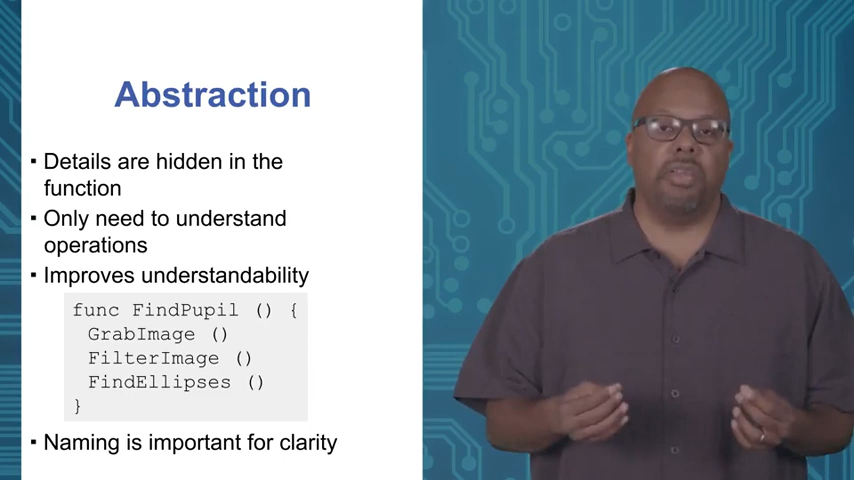 Abstraction
▪ Details are hidden in the
function
▪ Only need to understand
operations
▪ Improves understandability
func FindPupil () {
GrabImage ()
FilterImage ()
FindEllipses ()
}
▪ Naming is important for clarity